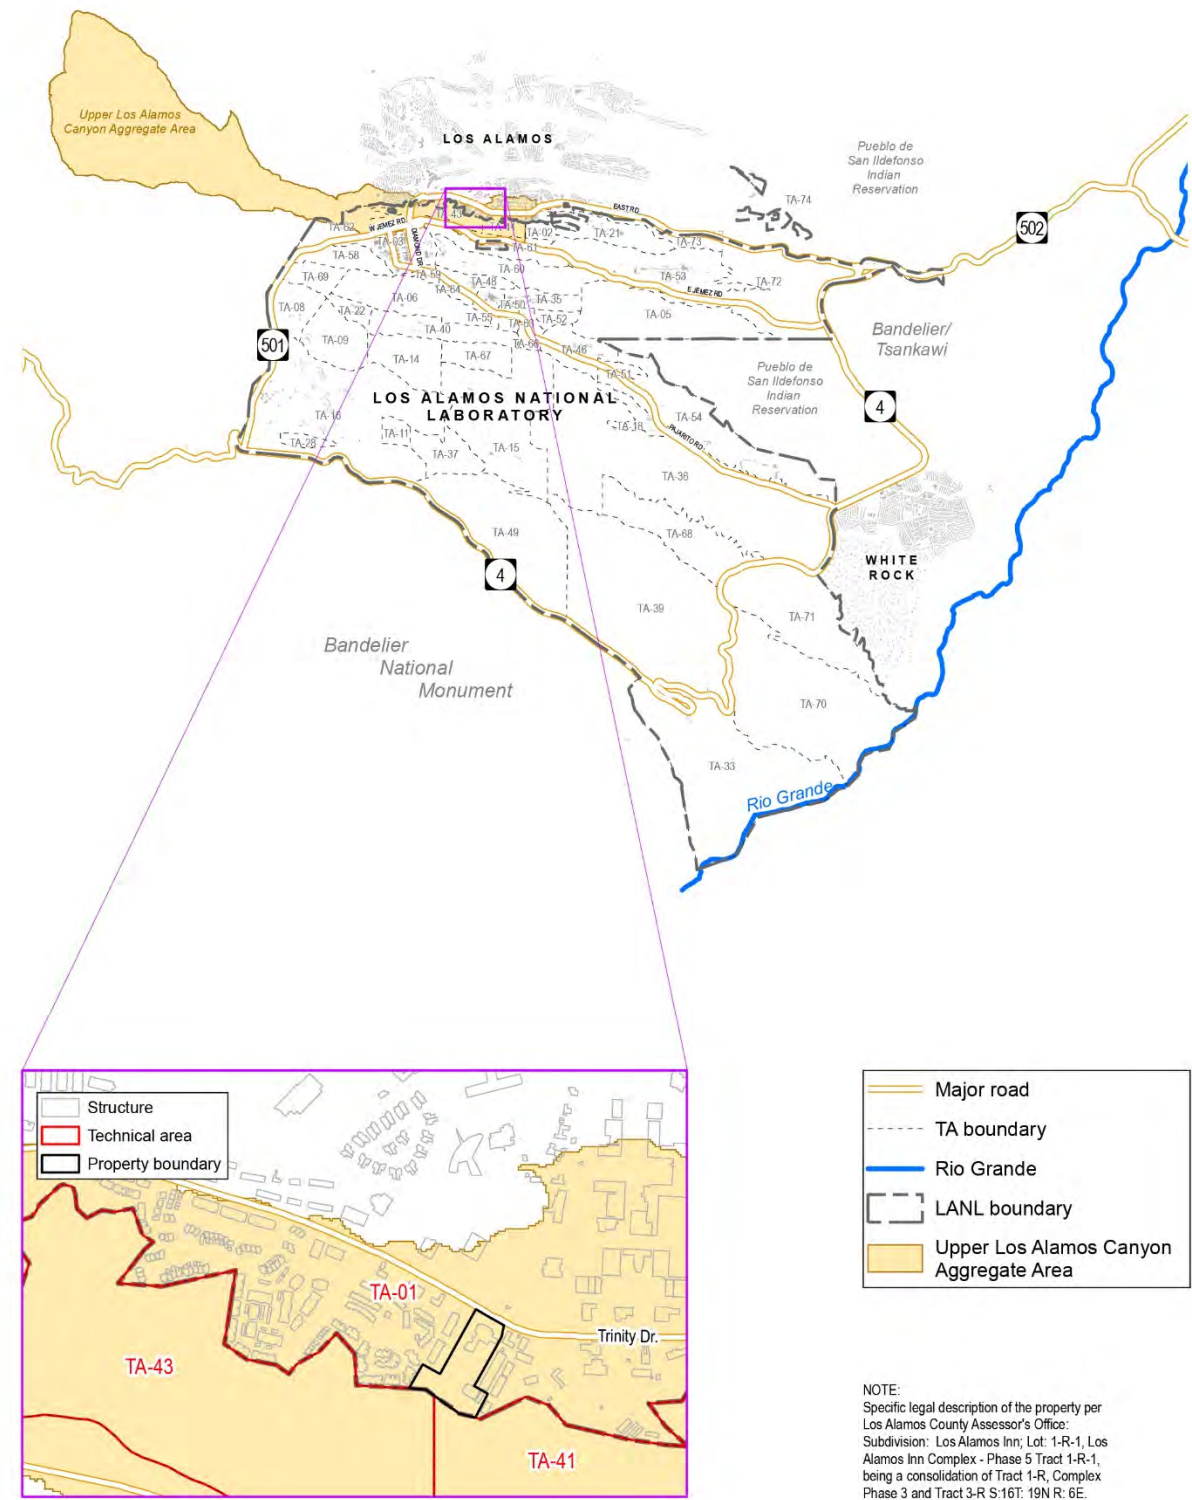 Upper Los Alamos
Canyon Aggregate Area
LOS ALAMOS
Pueblo de
San Ildefonso
Indian
Reservation
TA-74
502
EAST RD
TA-43
TA-62
W JEMEZ RD
TA-03
DIAMOND DR
TA-02
TA-21
TA-73
TA-61
TA-58
TA-60
TA-53
TA-72
TA-69
TA-59
TA-64
TA-48
E JEMEZ RD
TA-08
TA-22
TA-06
TA-50
TA-35
TA-05
TA-55
TA-52
TA-63
TA-40
501
TA-09
TA-66
TA-46
TA-14
TA-67
TA-51
Bandelier/
Tsankawi
Pueblo de
San Ildefonso
Indian
Reservation
4
LOS ALAMOS NATIONAL
LABORATORY
TA-16
TA-54
TA-18
TA-11
TA-28
TA-37
TA-15
PAJARITO RD
TA-36
TA-49
TA-68
WHITE
ROCK
4
TA-39
TA-71
Bandelier
National
Monument
TA-70
TA-33
Rio Grande
Structure
Technical area
Property boundary
TA-01
Trinity Dr.
TA-43
TA-41
Major road
TA boundary
Rio Grande
LANL boundary
Upper Los Alamos Canyon
Aggregate Area
NOTE:
Specific legal description of the property per
Los Alamos County Assessor's Office:
Subdivision: Los Alamos Inn; Lot: 1-R-1, Los
Alamos Inn Complex - Phase 5 Tract 1-R-1,
being a consolidation of Tract 1-R, Complex
Phase 3 and Tract 3-R S:16T: 19N R: 6E.